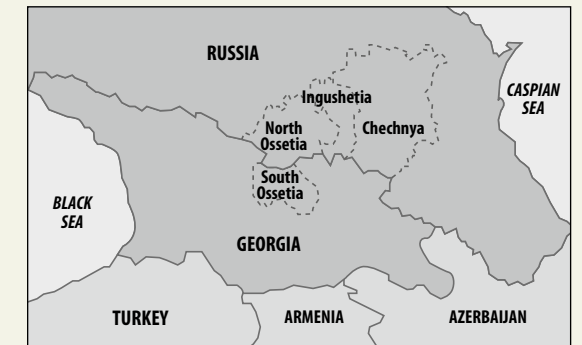 RUSSIA
CASPIAN
SEA
Ingushetia
North
Ossetia
Chechnya
South
Ossetia
BLACK
SEA
GEORGIA
TURKEY
ARMENIA
AZERBAIJAN